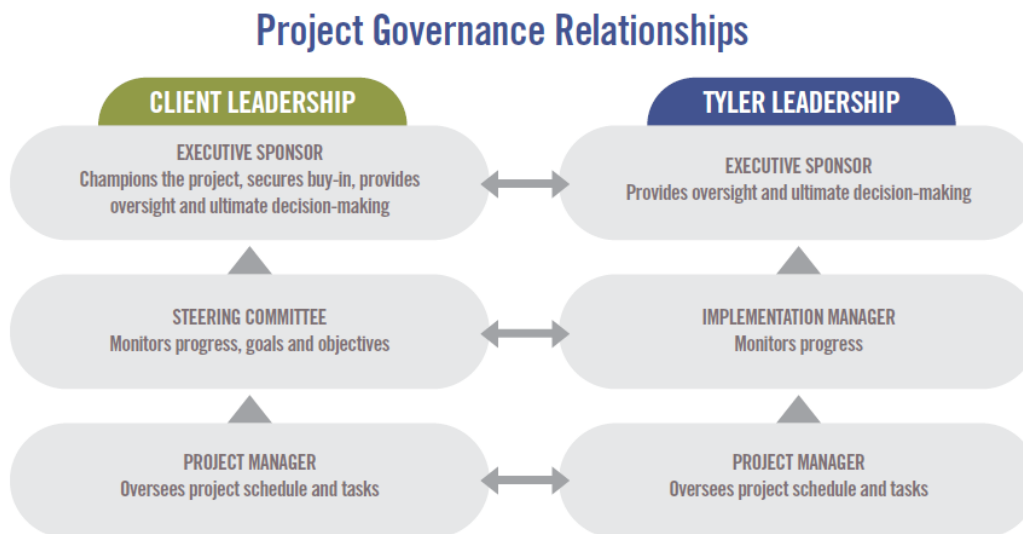 Project Governance Relationships
CLIENT LEADERSHIP
EXECUTIVE SPONSOR
Champions the project, secures buy-in, provides
oversight and ultimate decision-making
STEERING COMMITTEE
Monitors progress, goals and objectives
PROJECT MANAGER
Oversees project schedule and tasks
TYLER LEADERSHIP
EXECUTIVE SPONSOR
Provides oversight and ultimate decision-making
IMPLEMENTATION MANAGER
Monitors progress
PROJECT MANAGER
Oversees project schedule and tasks